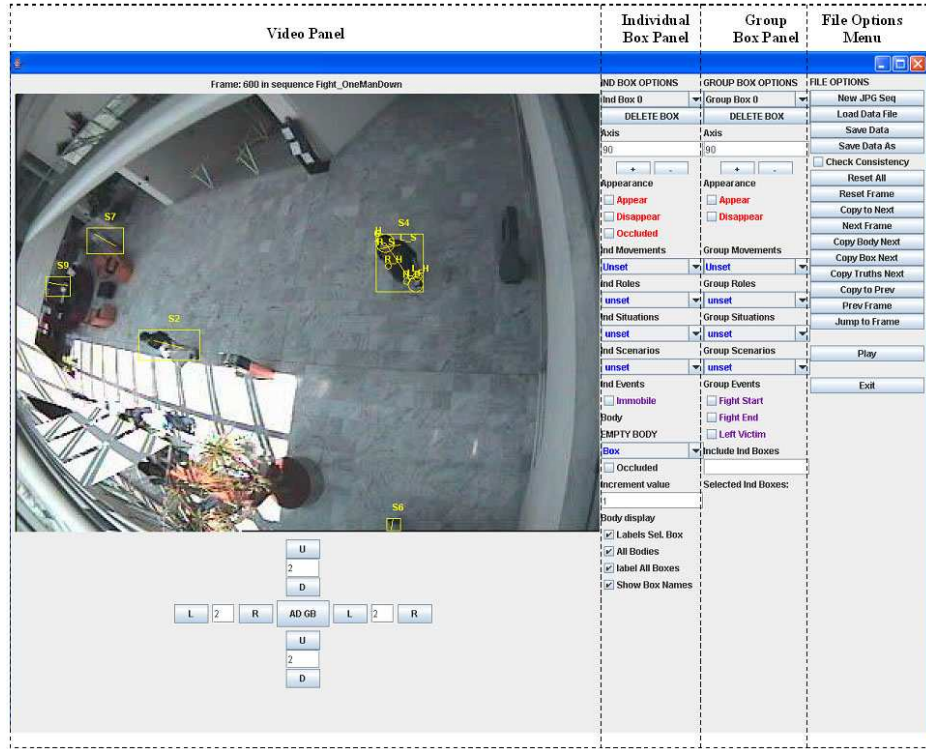 Video Panel
Individual
Box Panel
Group
Box Panel
File Options
Menu
Frame: 600 in sequence Fight_OneManDown
S7
S4
S9
S2
S6
U
2
D
L 2 R AD GB L 2 R
U
2
D
IND BOX OPTIONS
Ind Box 0
DELETE BOX
Axis
90
+ -
Appearance
Appear
Disappear
Occluded
Ind Movements
Unset
Ind Roles
unset
Ind Situations
unset
Ind Scenarios
unset
Ind Events
Immobile
Body
EMPTY BODY
Box
Occluded
Increment value
1
Body display
Labels Sel. Box
All Bodies
label All Boxes
Show Box Names
GROUP BOX OPTIONS
Group Box 0
DELETE BOX
Axis
90
+ -
Appearance
Appear
Disappear
Group Movements
Unset
Group Roles
unset
Group Situations
unset
Group Scenarios
unset
Group Events
Fight Start
Fight End
Left Victim
Include Ind Boxes
Selected Ind Boxes:
FILE OPTIONS
New JPG Seq
Load Data File
Save Data
Save Data As
Check Consistency
Reset All
Reset Frame
Copy to Next
Next Frame
Copy Body Next
Copy Box Next
Copy Truths Next
Copy to Prev
Prev Frame
Jump to Frame
Play
Exit